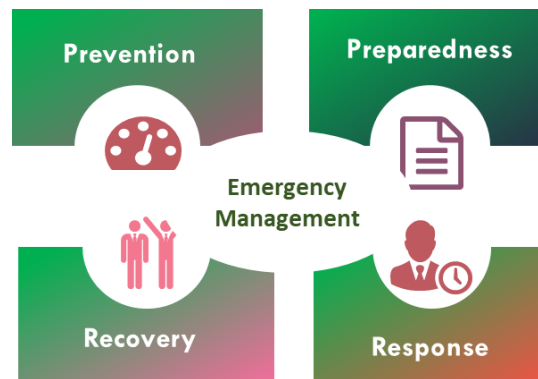 Prevention
Preparedness
Emergency
Management
Recovery
Response